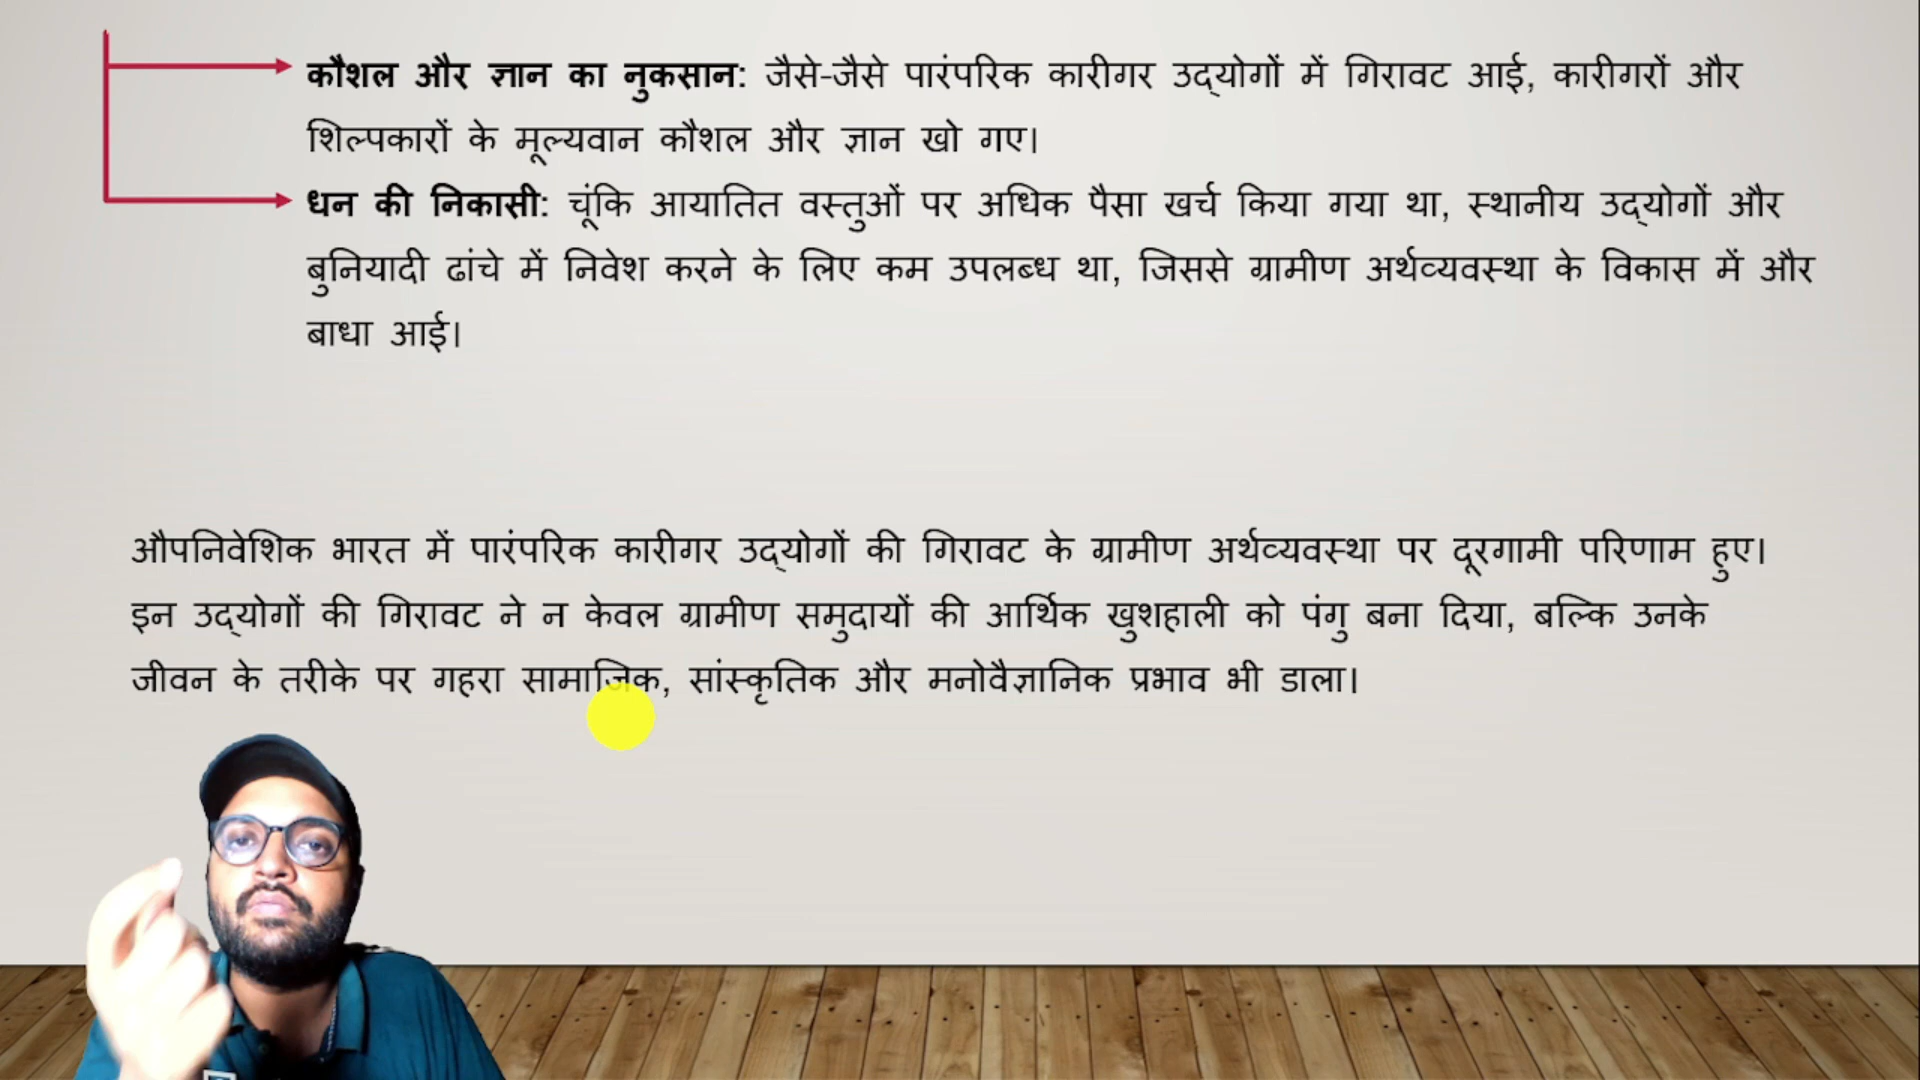 कौशल और ज्ञान का नुकसान: जैसे-जैसे पारंपरिक कारीगर उद्योगों में गिरावट आई, कारीगरों और
शिल्पकारों के मूल्यवान कौशल और ज्ञान खो गए।
धन की निकासी: चूंकि आयातित वस्तुओं पर अधिक पैसा खर्च किया गया था, स्थानीय उद्योगों और
बुनियादी ढांचे में निवेश करने के लिए कम उपलब्ध था, जिससे ग्रामीण अर्थव्यवस्था के विकास में और
बाधा आई।
औपनिवेशिक भारत में पारंपरिक कारीगर उद्योगों की गिरावट के ग्रामीण अर्थव्यवस्था पर दूरगामी परिणाम हुए।
इन उद्योगों की गिरावट ने न केवल ग्रामीण समुदायों की आर्थिक खुशहाली को पंगु बना दिया, बल्कि उनके
जीवन के तरीके पर गहरा सामाजिक, सांस्कृतिक और मनोवैज्ञानिक प्रभाव भी डाला।